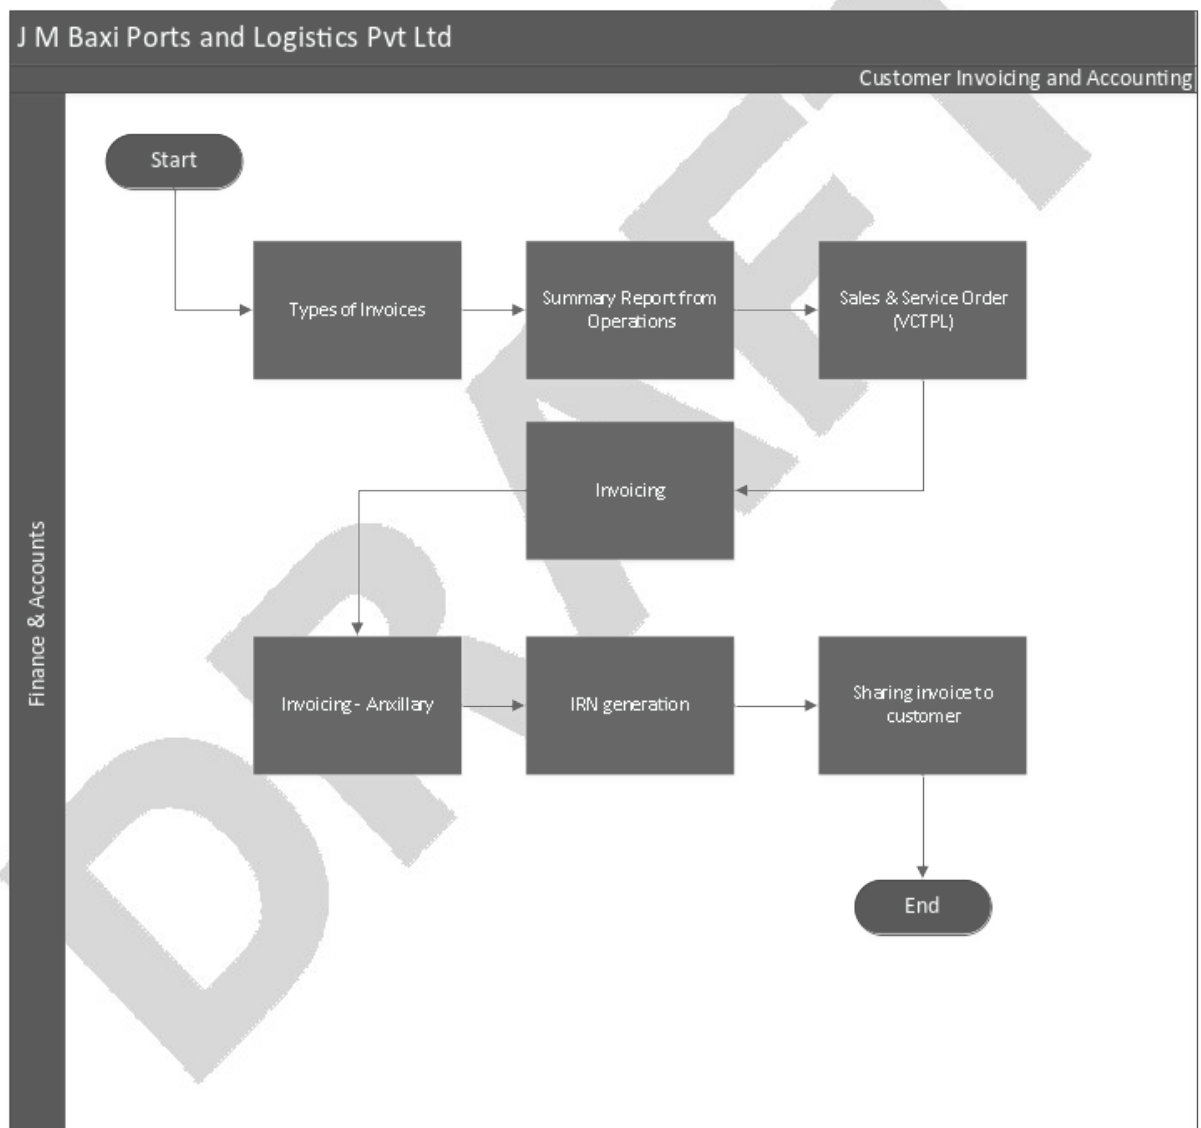 J M Baxi Ports and Logistics Pvt Ltd
Customer Invoicing and Accounting
Finance & Accounts
Start
Types of Invoices
Summary Report from
Operations
Sales & Service Order
(VCTPL)
Invoicing
Invoicing - Anxillary
IRN generation
Sharing invoice to
customer
End
DRAFT